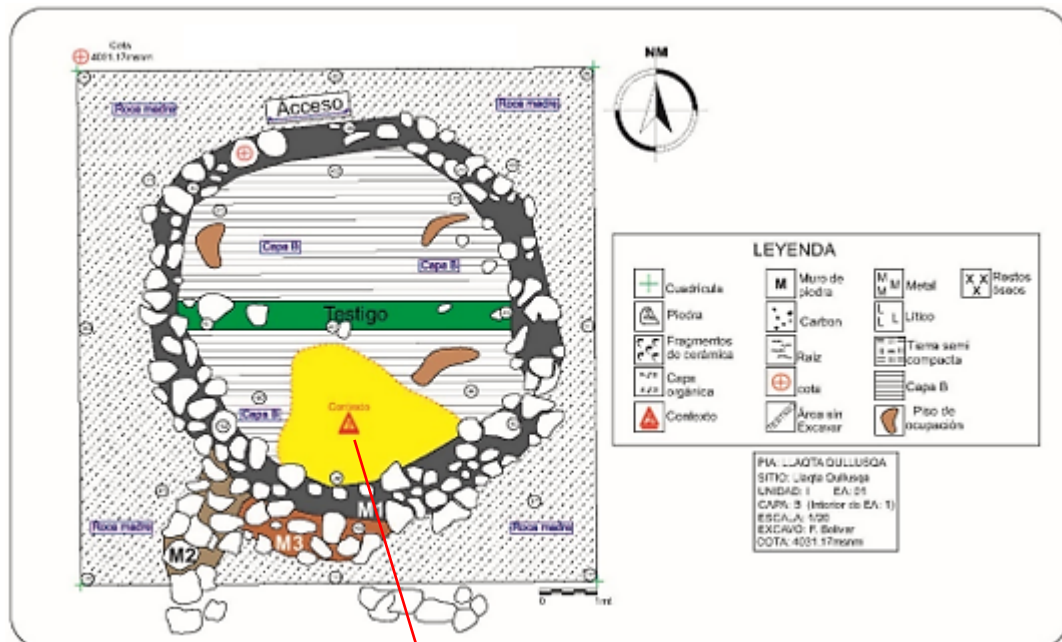 Cota
4031.17msnm
NM
Roca madre
Acceso
Roca madre
Capa B
Capa B
Testigo
Contexto
Capa B
M1
M3
M2
Roca madre
Roca madre
0 1mt
LEYENDA
Cuadrícula
Piedra
Fragmentos de cerámica
Capa orgánica
Contexto
M
Muro de piedra
Carbon
Raiz
cota
TESTIGO
Área sin Excavar
M M M
Metal
L L L
Lítico
Tierra semi compacta
Capa B
Piso de ocupación
X X X
Restos óseos
PIA: LLAQTA QULLUSQA
SITIO: Llaqta Qullusqa
UNIDAD: I EA: 01
CAPA: B (Interior de EA: 1)
ESCALA: 1/20
EXCAVO: F. Bolivar
COTA: 4031.17msnm